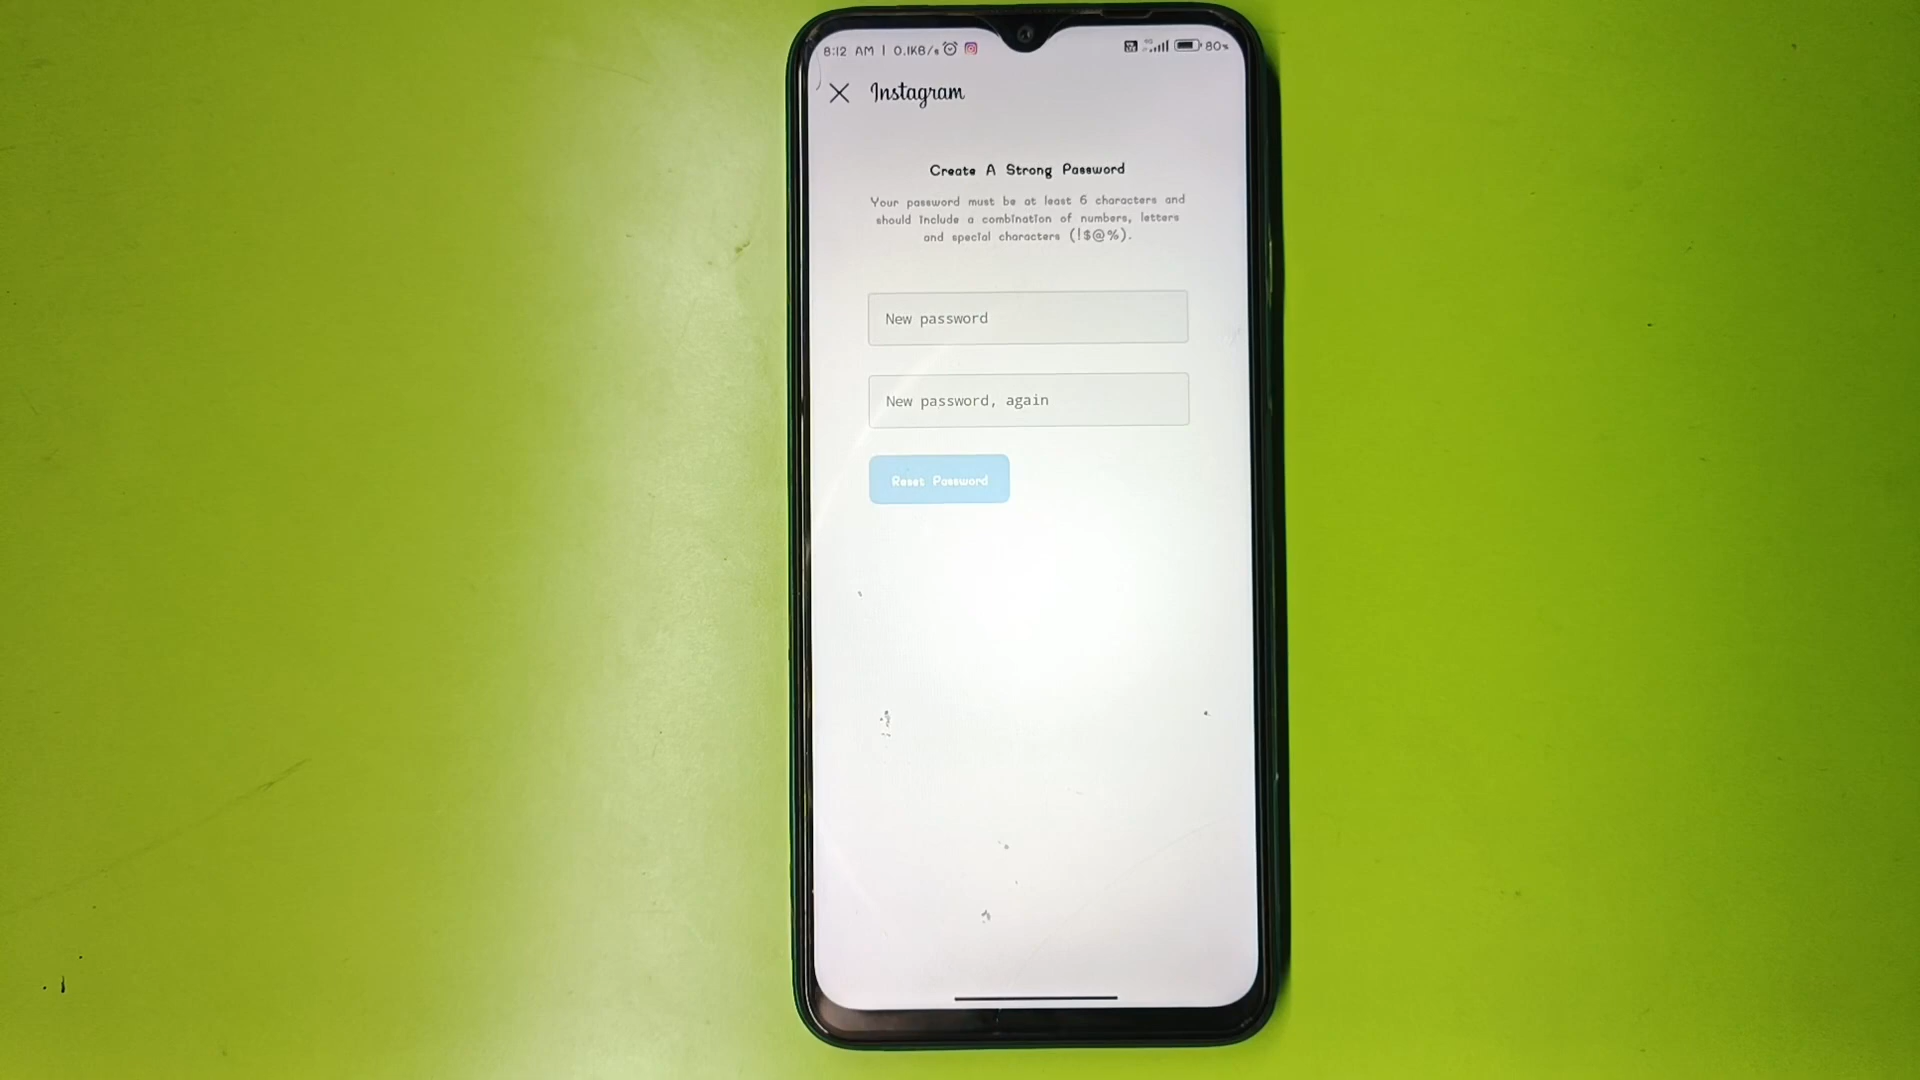 8:12 AM | 0.1KB/s
80%
Instagram
Create A Strong Password
Your password must be at least 6 characters and
should include a combination of numbers, letters
and special characters (!$@%).
New password
New password, again
Reset Password